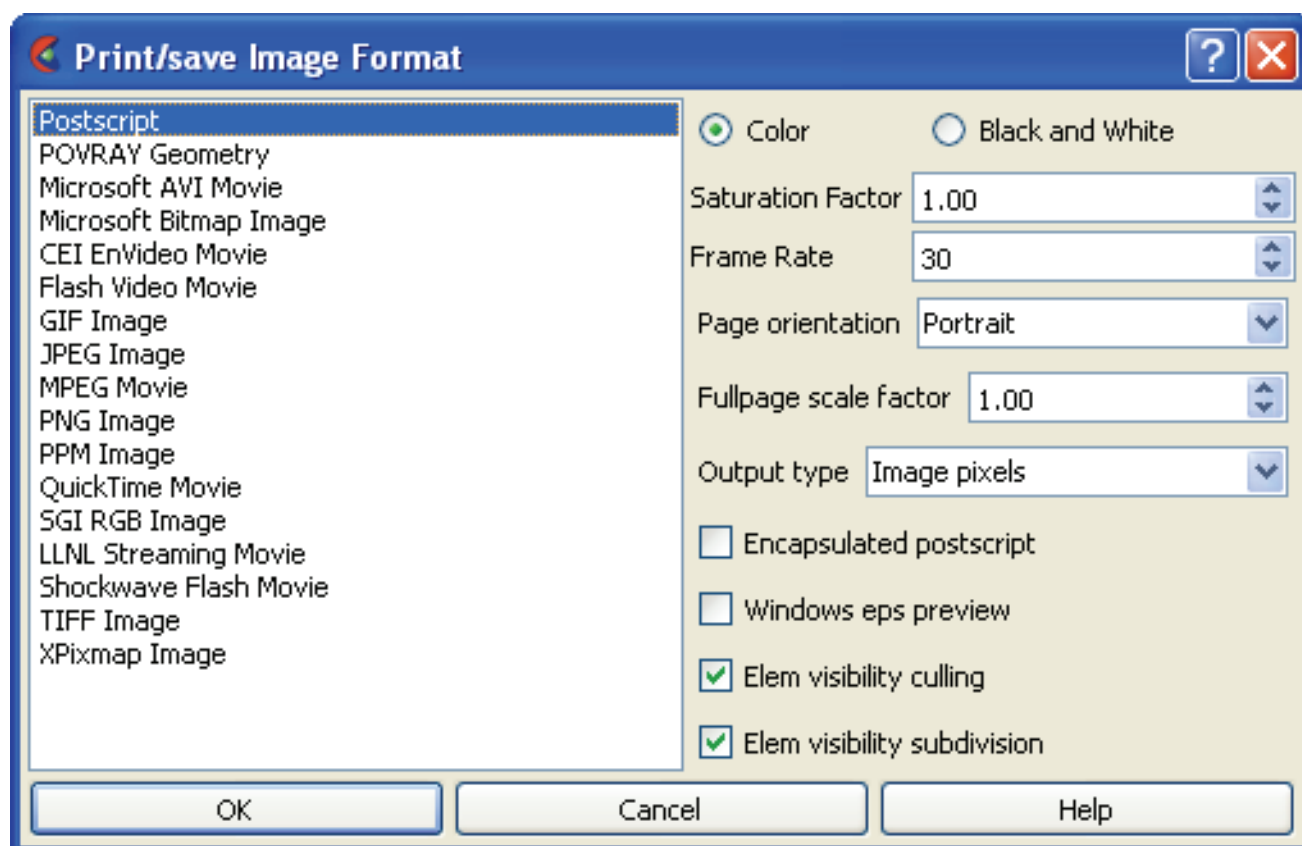 Print/save Image Format
?
Postscript
POVRAY Geometry
Microsoft AVI Movie
Microsoft Bitmap Image
CEI EnVideo Movie
Flash Video Movie
GIF Image
JPEG Image
MPEG Movie
PNG Image
PPM Image
QuickTime Movie
SGI RGB Image
LLNL Streaming Movie
Shockwave Flash Movie
TIFF Image
XPixmap Image
Color Black and White
Saturation Factor 1.00
Frame Rate 30
Page orientation Portrait
Fullpage scale factor 1.00
Output type Image pixels
Encapsulated postscript
Windows eps preview
Elem visibility culling
Elem visibility subdivision
OK Cancel Help